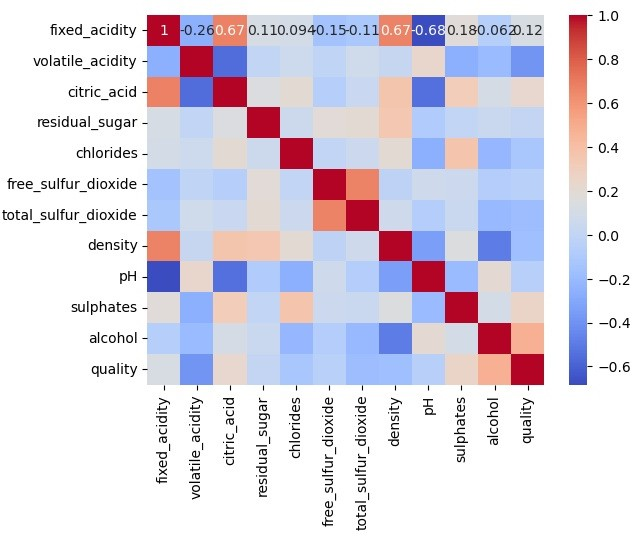 fixed_acidity 1 -0.26 0.67 0.11 0.094 -0.15 -0.11 0.67 -0.68 0.18 -0.062 0.12
volatile_acidity
citric_acid
residual_sugar
chlorides
free_sulfur_dioxide
total_sulfur_dioxide
density
pH
sulphates
alcohol
quality
fixed_acidity
volatile_acidity
citric_acid
residual_sugar
chlorides
free_sulfur_dioxide
total_sulfur_dioxide
density
pH
sulphates
alcohol
quality
1.0
0.8
0.6
0.4
0.2
0.0
−0.2
−0.4
−0.6